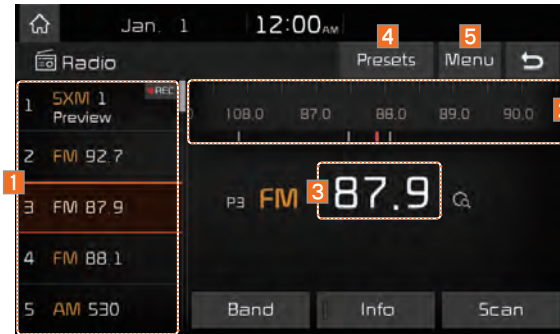 Jan. 1 12:00 AM
4 5
Radio Presets Menu
1 SXM 1 REC
Preview
108.0 87.0 88.0 89.0 90.0
2 FM 92.7
1
3 FM 87.9
P3 FM 3 87.9
4 FM 88.1
5 AM 530
Band Info Scan